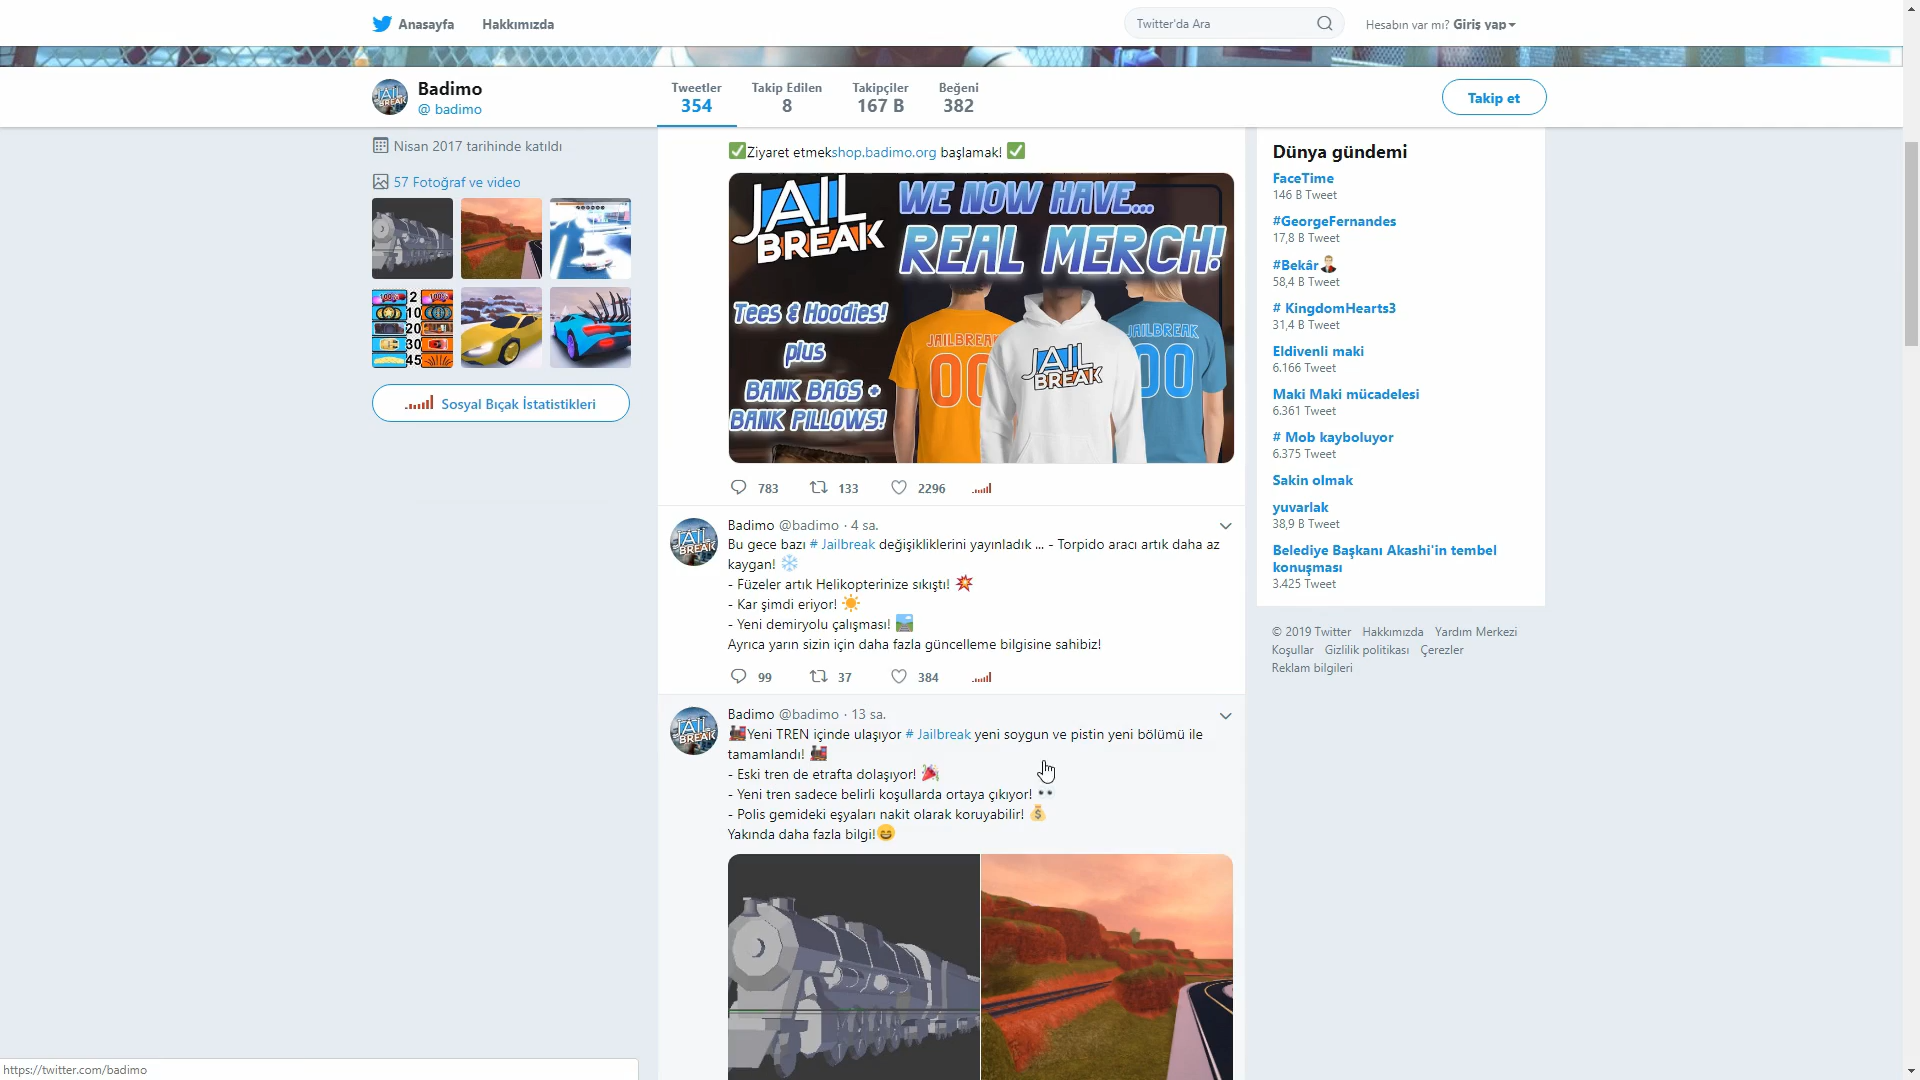 Anasayfa
Hakkımızda
Twitter'da Ara
Hesabın var mı? Giriş yap
Badimo
@ badimo
Tweetler
354
Takip Edilen
8
Takipçiler
167 B
Beğeni
382
Takip et
Nisan 2017 tarihinde katıldı
57 Fotoğraf ve video
2
10
20
30
45
Sosyal Bıçak İstatistikleri
✅Ziyaret etmekshop.badimo.org başlamak! ✅
JAIL
BREAK
WE NOW HAVE...
REAL MERCH!
Tees & Hoodies!
plus
BANK BAGS +
BANK PILLOWS!
JAILBREAK
00
JAIL
BREAK
JAILBREAK
00
783
133
2296
Badimo @badimo · 4 sa.
Bu gece bazı # Jailbreak değişikliklerini yayınladık ... - Torpido aracı artık daha az
kaygan! ❄️
- Füzeler artık Helikopterinize sıkıştı! 💥
- Kar şimdi eriyor! ☀️
- Yeni demiryolu çalışması! 🛤️
Ayrıca yarın sizin için daha fazla güncelleme bilgisine sahibiz!
99
37
384
Badimo @badimo · 13 sa.
🚂Yeni TREN içinde ulaşıyor # Jailbreak yeni soygun ve pistin yeni bölümü ile
tamamlandı! 🚂
- Eski tren de etrafta dolaşıyor! 🎉
- Yeni tren sadece belirli koşullarda ortaya çıkıyor! 👀
- Polis gemideki eşyaları nakit olarak koruyabilir! 💰
Yakında daha fazla bilgi!😄
Dünya gündemi
FaceTime
146 B Tweet
#GeorgeFernandes
17,8 B Tweet
#Bekâr
58,4 B Tweet
# KingdomHearts3
31,4 B Tweet
Eldivenli maki
6.166 Tweet
Maki Maki mücadelesi
6.361 Tweet
# Mob kayboluyor
6.375 Tweet
Sakin olmak
yuvarlak
38,9 B Tweet
Belediye Başkanı Akashi'in tembel
konuşması
3.425 Tweet
© 2019 Twitter Hakkımızda Yardım Merkezi
Koşullar Gizlilik politikası Çerezler
Reklam bilgileri
https://twitter.com/badimo